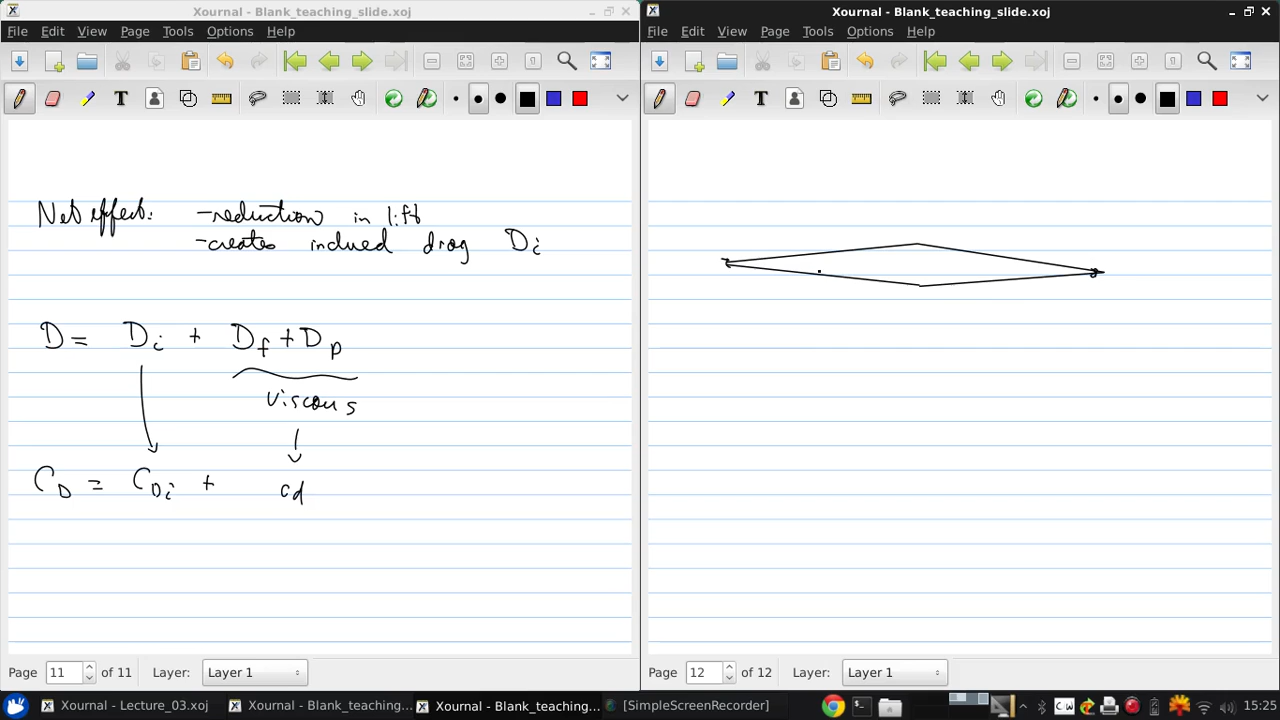 Xournal - Blank_teaching_slide.xoj
File Edit View Page Tools Options Help
Net effect: -reduction in lift
-creates induced drag Di
D = Di + Df + Dp
viscous
CD = CDi + cd
Page 11 of 11 Layer: Layer 1
Xournal - Blank_teaching_slide.xoj
File Edit View Page Tools Options Help
Page 12 of 12 Layer: Layer 1
Xournal - Lecture_03.xoj Xournal - Blank_teaching... Xournal - Blank_teaching... [SimpleScreenRecorder] CW 15:25